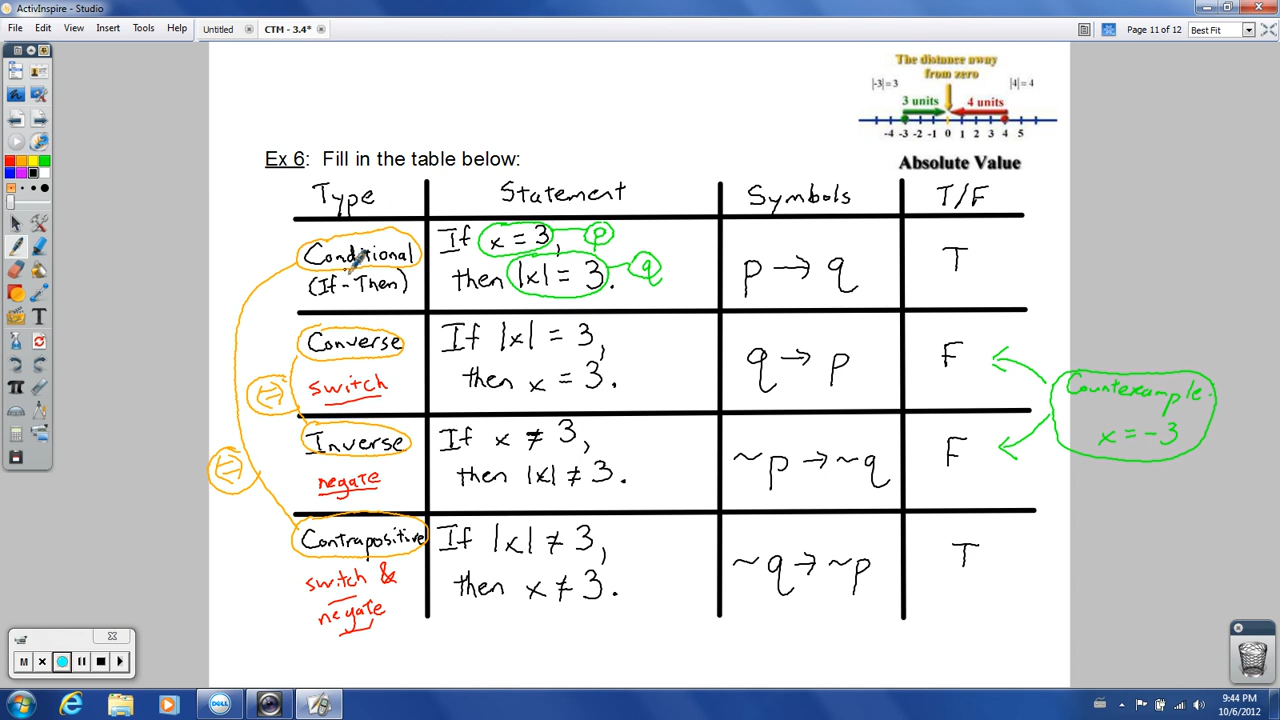 ActivInspire - Studio
File Edit View Insert Tools Help
Untitled
CTM - 3.4*
Page 11 of 12
Best Fit
The distance away
from zero
|-3| = 3
|4| = 4
3 units
4 units
-4 -3 -2 -1 0 1 2 3 4 5
Absolute Value
Ex 6: Fill in the table below:
Type Statement Symbols T/F
Conditional
(If-Then)
If x = 3,
then |x| = 3.
p
q
p → q
T
Converse
switch
If |x| = 3,
then x = 3.
q → p
F
Inverse
negate
If x ≠ 3,
then |x| ≠ 3.
~p → ~q
F
Contrapositive
switch &
negate
If |x| ≠ 3,
then x ≠ 3.
~q → ~p
T
Counterexample:
x = -3
M
DELL
9:44 PM
10/6/2012